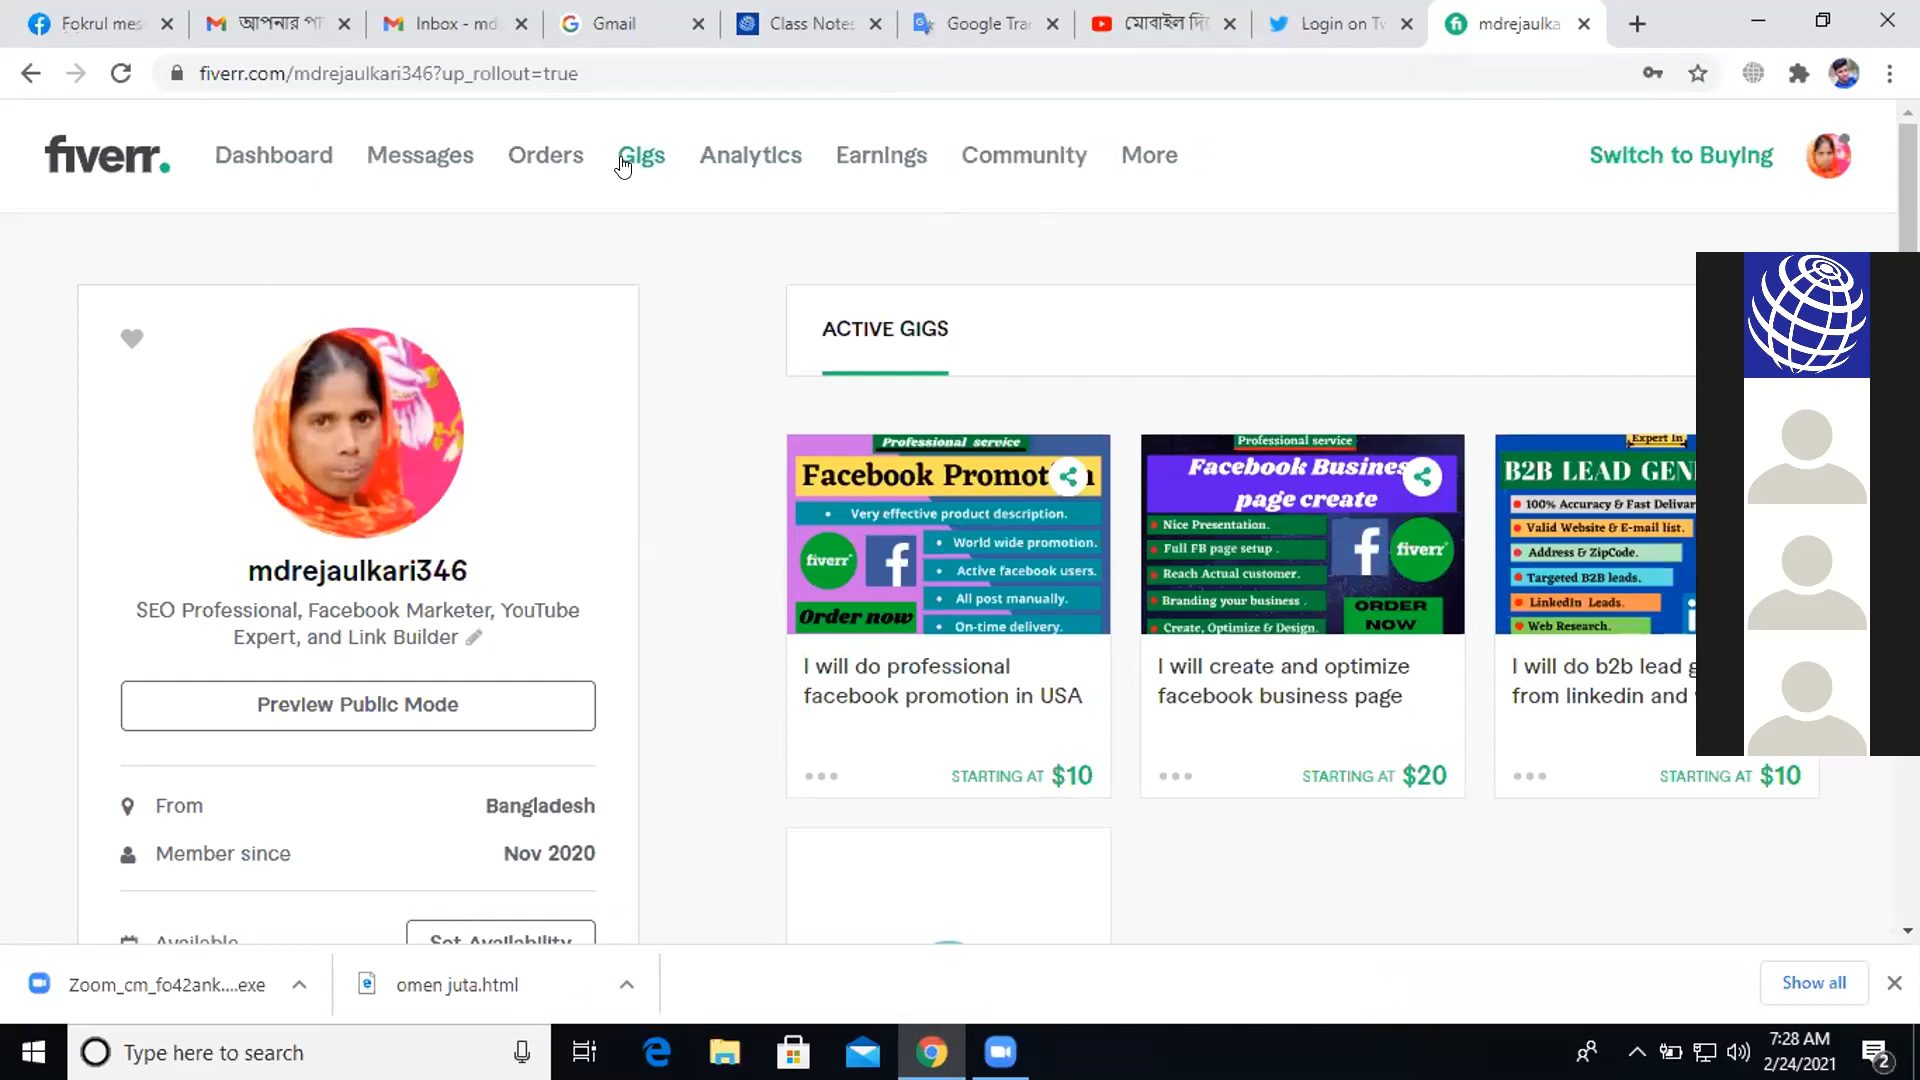 Fokrul mes
আপনার পা
Inbox - md
Gmail
Class Notes
Google Tran
মোবাইল দি
Login on Tw
mdrejaulka
fiverr.com/mdrejaulkari346?up_rollout=true
fiverr.
Dashboard
Messages
Orders
Gigs
Analytics
Earnings
Community
More
Switch to Buying
mdrejaulkari346
SEO Professional, Facebook Marketer, YouTube
Expert, and Link Builder
Preview Public Mode
From
Bangladesh
Member since
Nov 2020
Available
Set Availability
ACTIVE GIGS
Professional service
Facebook Promot
n
• Very effective product description.
• World wide promotion.
• Active facebook users.
• All post manually.
• On-time delivery.
fiverr
f
Order now
I will do professional
facebook promotion in USA
STARTING AT $10
Professional service
Facebook Busines
page create
Nice Presentation.
Full FB page setup .
Reach Actual customer.
Branding your business .
Create, Optimize & Design.
f
fiverr
ORDER
NOW
I will create and optimize
facebook business page
STARTING AT $20
Expert In
B2B LEAD GEN
100% Accuracy & Fast Delivar
Valid Website & E-mail list.
Address & ZipCode.
Targeted B2B leads.
LinkedIn Leads.
Web Research.
I will do b2b lead g
from linkedin and
STARTING AT $10
Zoom_cm_fo42ank....exe
omen juta.html
Show all
Type here to search
7:28 AM
2/24/2021
2